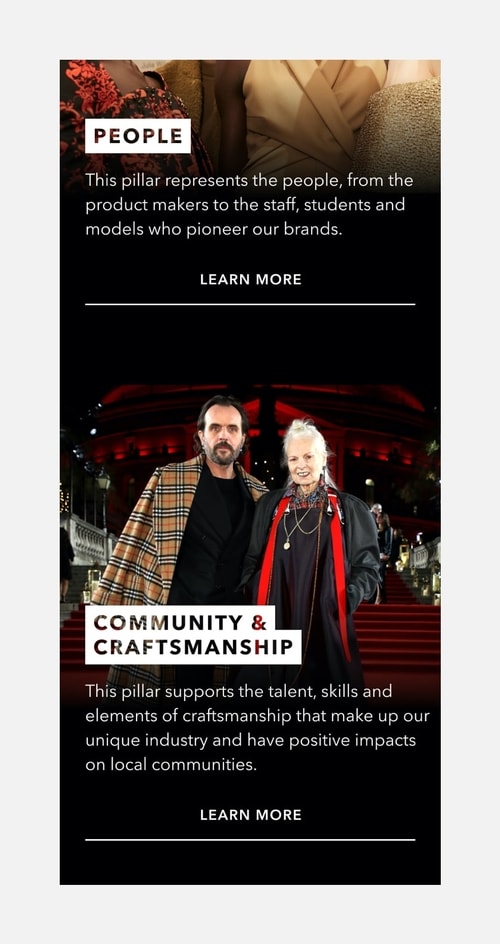 PEOPLE
This pillar represents the people, from the
product makers to the staff, students and
models who pioneer our brands.
LEARN MORE
COMMUNITY &
CRAFTSMANSHIP
This pillar supports the talent, skills and
elements of craftsmanship that make up our
unique industry and have positive impacts
on local communities.
LEARN MORE